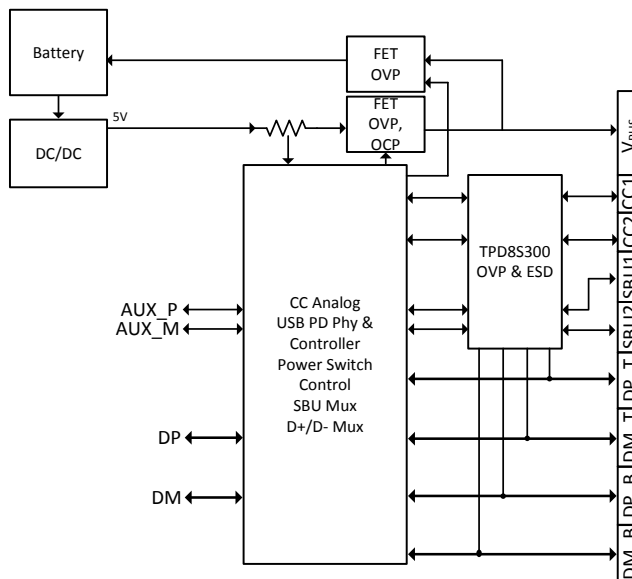 Battery
FET
OVP
5V
DC/DC
FET
OVP,
OCP
VBUS
CC1
CC2
SBU1
SBU2
DP_T
DM_T
DP_B
DM_B
TPD8S300
OVP & ESD
CC Analog
USB PD Phy &
Controller
Power Switch
Control
SBU Mux
D+/D- Mux
AUX_P
AUX_M
DP
DM